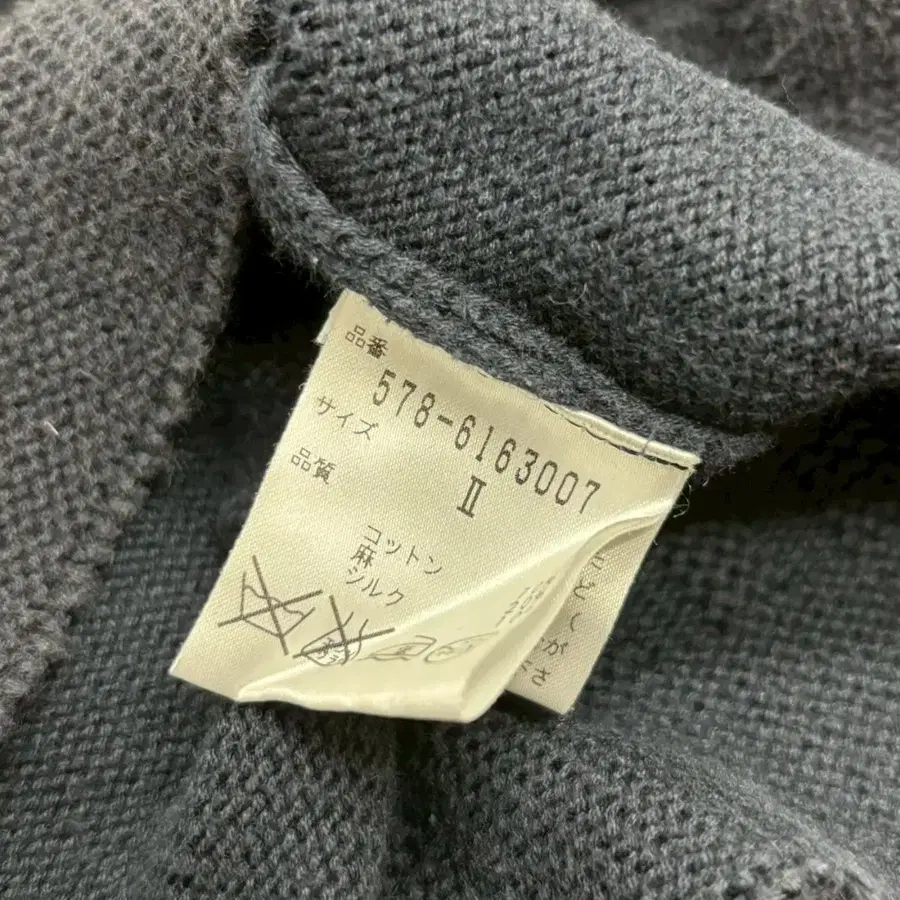 品番
578-6163007
サイズ
Ⅱ
品質
コットン
麻
シルク